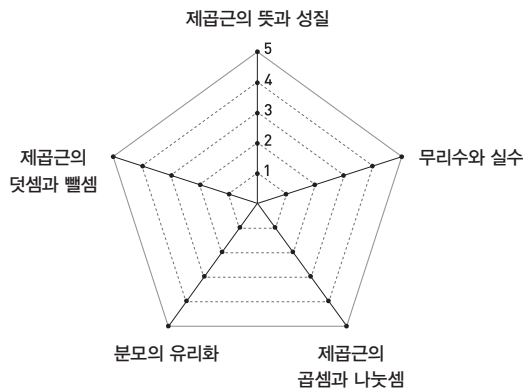 제곱근의 뜻과 성질
5
4
3
2
1
제곱근의
덧셈과 뺄셈
무리수와 실수
분모의 유리화
제곱근의
곱셈과 나눗셈